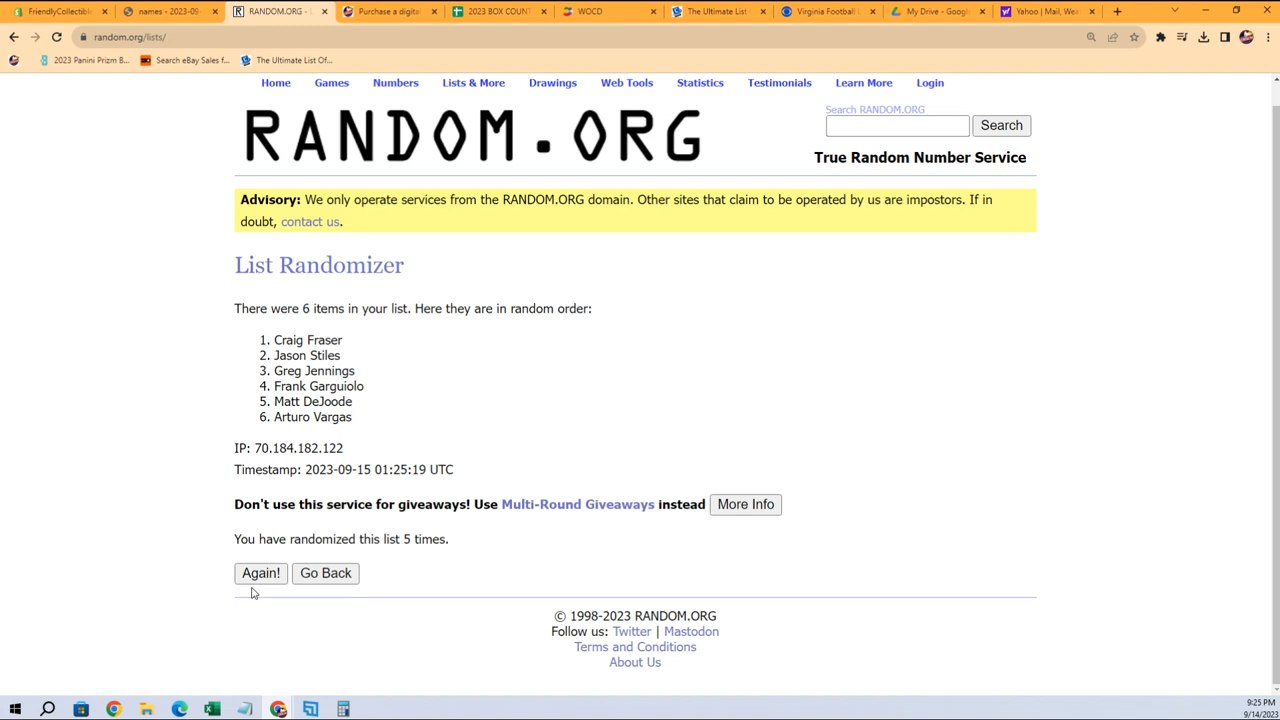 FriendlyCollectible
names - 2023-09-
RANDOM.ORG - L
Purchase a digita
2023 BOX COUNT
WOCD
The Ultimate List
Virginia Football
My Drive - Google
Yahoo | Mail, Wea
random.org/lists/
2023 Panini Prizm B...
Search eBay Sales f...
The Ultimate List Of...
Home Games Numbers Lists & More Drawings Web Tools Statistics Testimonials Learn More Login
RANDOM.ORG
Search RANDOM.ORG
Search
True Random Number Service
Advisory: We only operate services from the RANDOM.ORG domain. Other sites that claim to be operated by us are impostors. If in
doubt, contact us.
List Randomizer
There were 6 items in your list. Here they are in random order:
1. Craig Fraser
2. Jason Stiles
3. Greg Jennings
4. Frank Garguiolo
5. Matt DeJoode
6. Arturo Vargas
IP: 70.184.182.122
Timestamp: 2023-09-15 01:25:19 UTC
Don't use this service for giveaways! Use Multi-Round Giveaways instead More Info
You have randomized this list 5 times.
Again! Go Back
© 1998-2023 RANDOM.ORG
Follow us: Twitter | Mastodon
Terms and Conditions
About Us
9:25 PM
9/14/2023